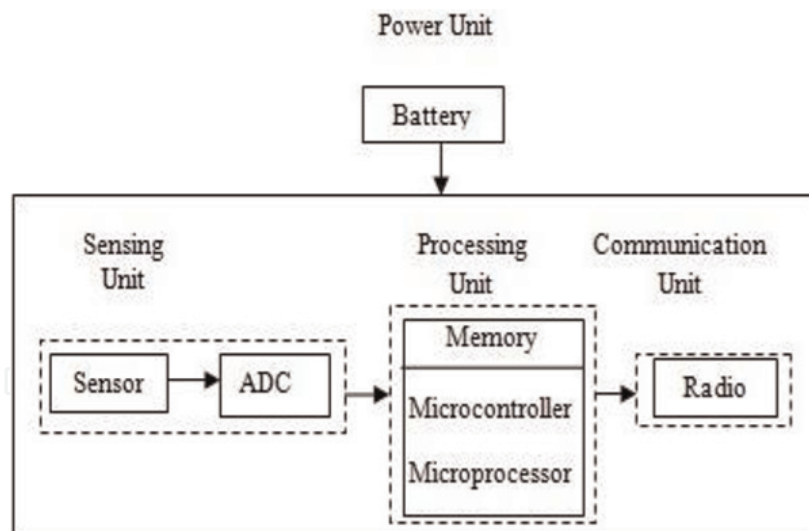 Power Unit
Battery
Sensing
Unit
Processing
Unit
Communication
Unit
Sensor
ADC
Memory
Microcontroller
Microprocessor
Radio